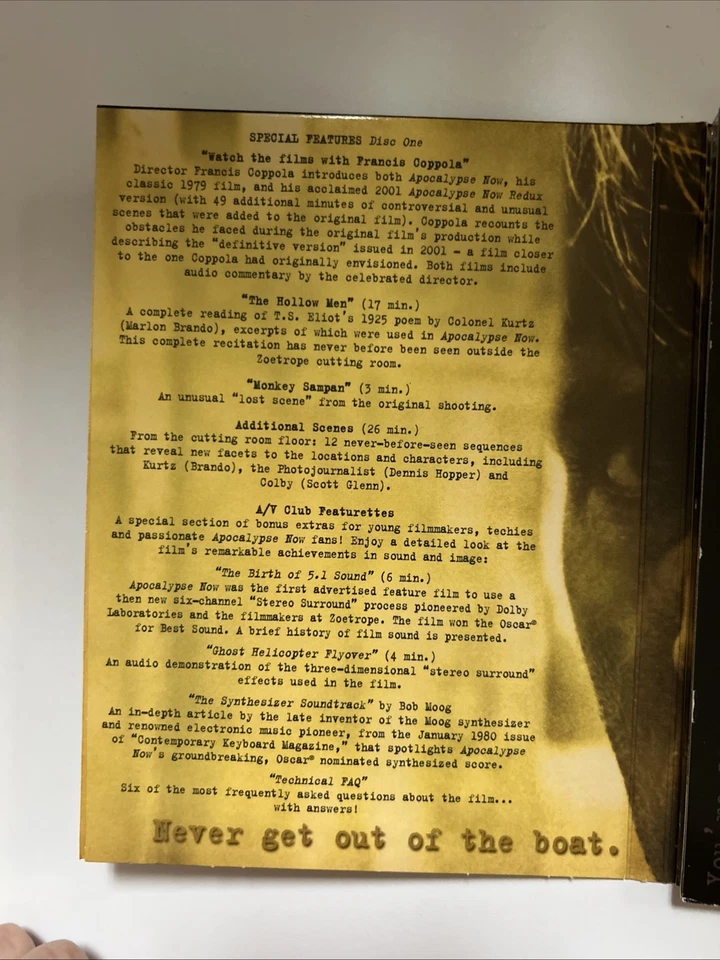 SPECIAL FEATURES Disc One
"Watch the films with Francis Coppola"
Director Francis Coppola introduces both Apocalypse Now, his
classic 1979 film, and his acclaimed 2001 Apocalypse Now Redux
version (with 49 additional minutes of controversial and unusual
scenes that were added to the original film). Coppola recounts the
obstacles he faced during the original film's production while
describing the "definitive version" issued in 2001 - a film closer
to the one Coppola had originally envisioned. Both films include
audio commentary by the celebrated director.
"The Hollow Men" (17 min.)
A complete reading of T.S. Eliot's 1925 poem by Colonel Kurtz
(Marlon Brando), excerpts of which were used in Apocalypse Now.
This complete recitation has never before been seen outside the
Zoetrope cutting room.
"Monkey Sampan" (3 min.)
An unusual "lost scene" from the original shooting.
Additional Scenes (26 min.)
From the cutting room floor: 12 never-before-seen sequences
that reveal new facets to the locations and characters, including
Kurtz (Brando), the Photojournalist (Dennis Hopper) and
Colby (Scott Glenn).
A/V Club Featurettes
A special section of bonus extras for young filmmakers, techies
and passionate Apocalypse Now fans! Enjoy a detailed look at the
film's remarkable achievements in sound and image:
"The Birth of 5.1 Sound" (6 min.)
Apocalypse Now was the first advertised feature film to use a
then new six-channel "Stereo Surround" process pioneered by Dolby
Laboratories and the filmmakers at Zoetrope. The film won the Oscar®
for Best Sound. A brief history of film sound is presented.
"Ghost Helicopter Flyover" (4 min.)
An audio demonstration of the three-dimensional "stereo surround"
effects used in the film.
"The Synthesizer Soundtrack" by Bob Moog
An in-depth article by the late inventor of the Moog synthesizer
and renowned electronic music pioneer, from the January 1980 issue
of "Contemporary Keyboard Magazine," that spotlights Apocalypse
Now's groundbreaking, Oscar® nominated synthesized score.
"Technical FAQ"
Six of the most frequently asked questions about the film...
with answers!
Never get out of the boat.